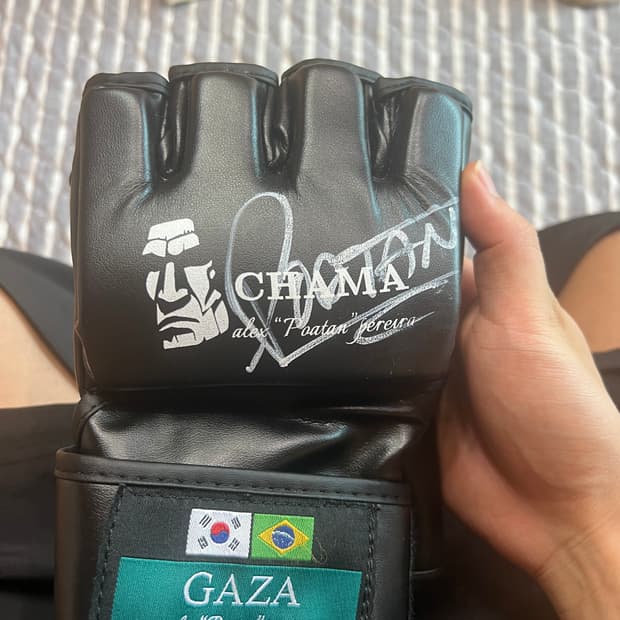 POATAN
CHAMA
alex "Poatan" pereira
GAZA